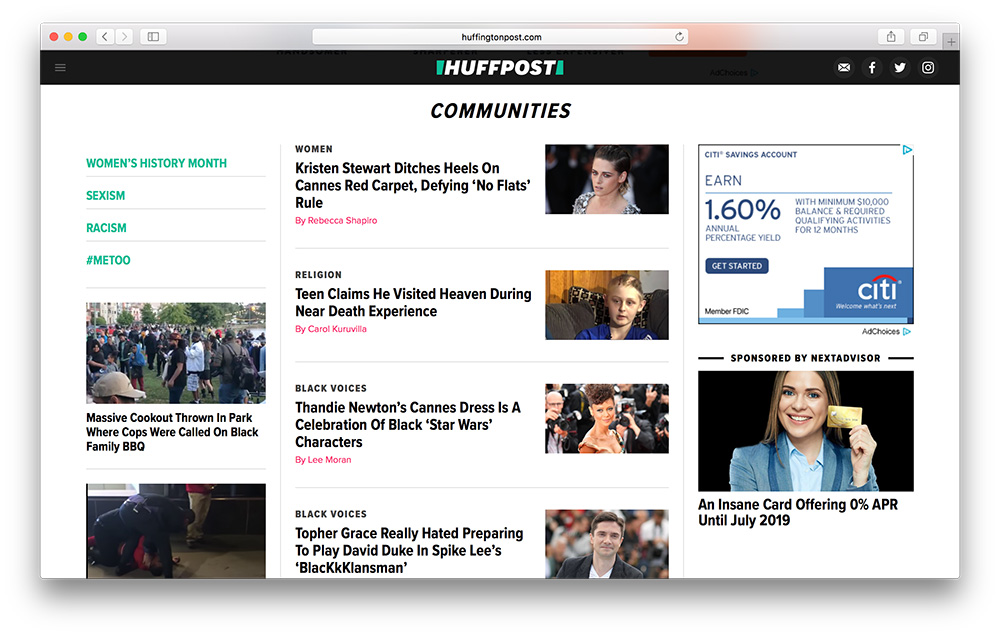 huffingtonpost.com
HUFFPOST
AdChoices
COMMUNITIES
WOMEN'S HISTORY MONTH
SEXISM
RACISM
#METOO
Massive Cookout Thrown In Park
Where Cops Were Called On Black
Family BBQ
WOMEN
Kristen Stewart Ditches Heels On
Cannes Red Carpet, Defying ‘No Flats’
Rule
By Rebecca Shapiro
RELIGION
Teen Claims He Visited Heaven During
Near Death Experience
By Carol Kuruvilla
BLACK VOICES
Thandie Newton’s Cannes Dress Is A
Celebration Of Black ‘Star Wars’
Characters
By Lee Moran
BLACK VOICES
Topher Grace Really Hated Preparing
To Play David Duke In Spike Lee’s
‘BlacKkKlansman’
CITI® SAVINGS ACCOUNT
EARN
1.60%
ANNUAL
PERCENTAGE YIELD
WITH MINIMUM $10,000
BALANCE & REQUIRED
QUALIFYING ACTIVITIES
FOR 12 MONTHS
GET STARTED
citi®
Welcome what's next
Member FDIC
AdChoices
SPONSORED BY NEXTADVISOR
An Insane Card Offering 0% APR
Until July 2019